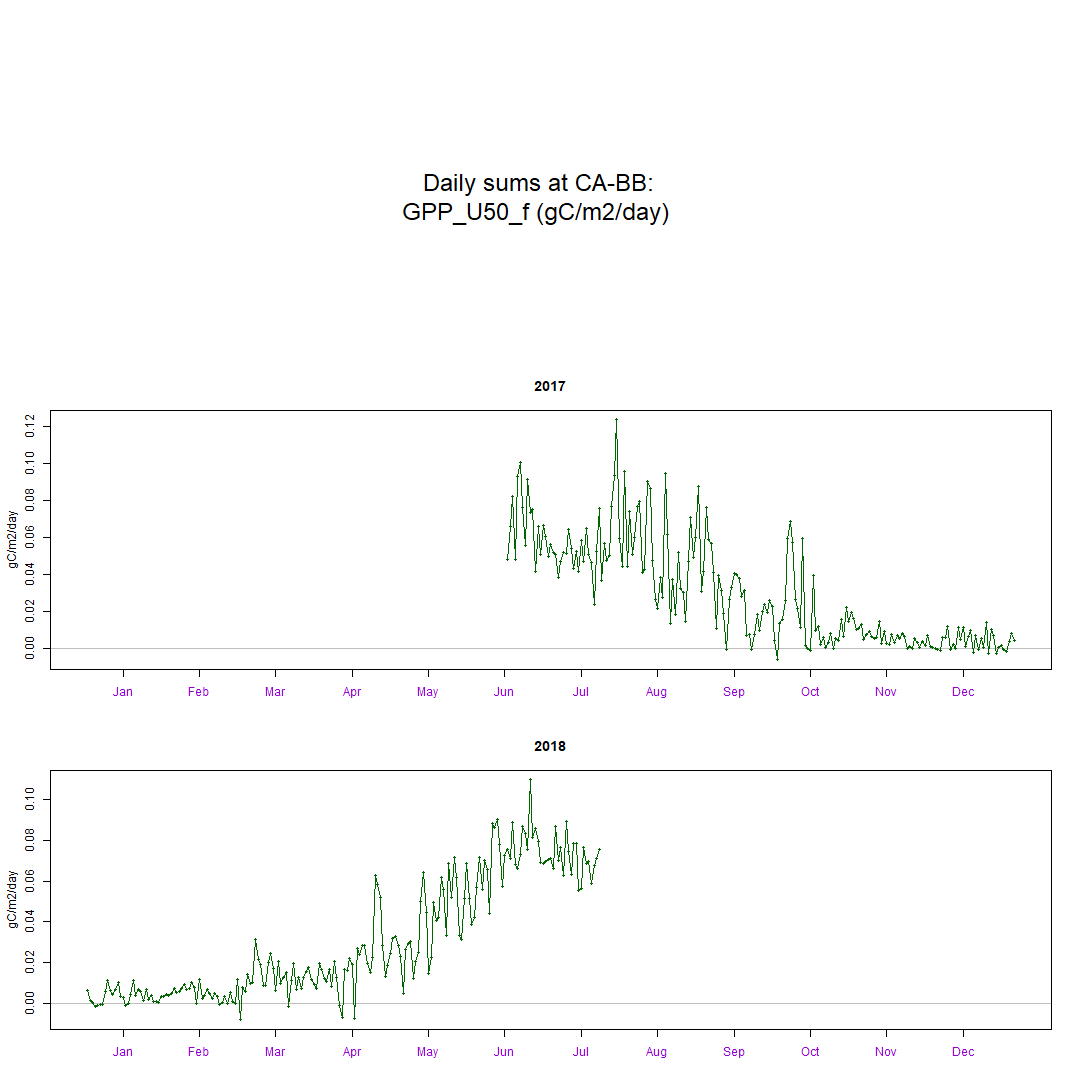 Daily sums at CA-BB:
GPP_U50_f (gC/m2/day)
2017
gC/m2/day
0.12
0.10
0.08
0.06
0.04
0.02
0.00
Jan Feb Mar Apr May Jun Jul Aug Sep Oct Nov Dec
2018
gC/m2/day
0.10
0.08
0.06
0.04
0.02
0.00
Jan Feb Mar Apr May Jun Jul Aug Sep Oct Nov Dec